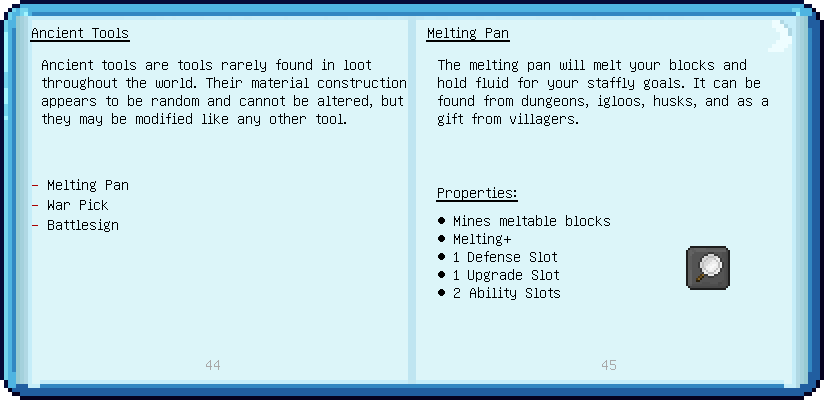 Ancient Tools
Ancient tools are tools rarely found in loot
throughout the world. Their material construction
appears to be random and cannot be altered, but
they may be modified like any other tool.
- Melting Pan
- War Pick
- Battlesign
44
Melting Pan
The melting pan will melt your blocks and
hold fluid for your staffly goals. It can be
found from dungeons, igloos, husks, and as a
gift from villagers.
Properties:
● Mines meltable blocks
● Melting+
● 1 Defense Slot
● 1 Upgrade Slot
● 2 Ability Slots
45